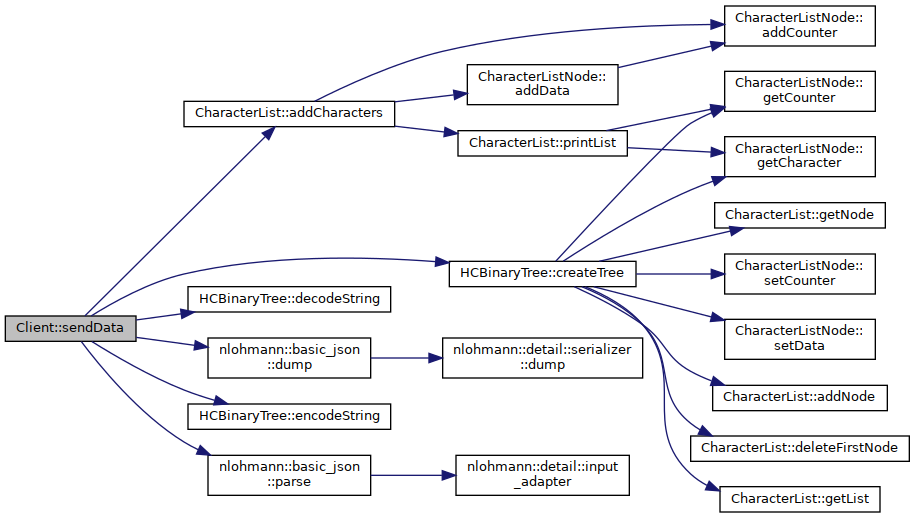 Client::sendData
CharacterList::addCharacters
CharacterListNode::
addCounter
CharacterListNode::
addData
CharacterList::printList
CharacterListNode::
getCounter
CharacterListNode::
getCharacter
HCBinaryTree::createTree
CharacterList::getNode
CharacterListNode::
setCounter
CharacterListNode::
setData
CharacterList::addNode
CharacterList::deleteFirstNode
CharacterList::getList
HCBinaryTree::decodeString
nlohmann::basic_json
::dump
nlohmann::detail::serializer
::dump
HCBinaryTree::encodeString
nlohmann::basic_json
::parse
nlohmann::detail::input
_adapter